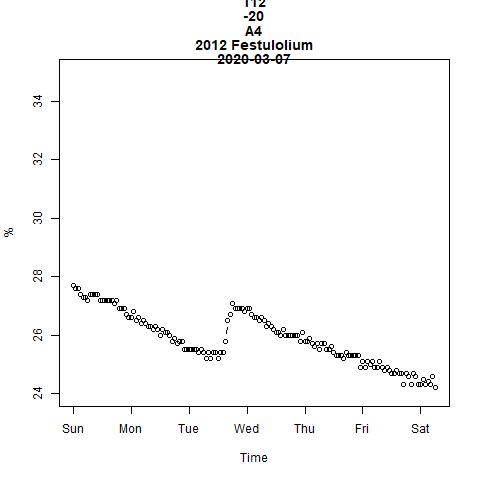 T12
-20
A4
2012 Festulolium
2020-03-07
34
32
30
28
26
24
%
Sun Mon Tue Wed Thu Fri Sat
Time